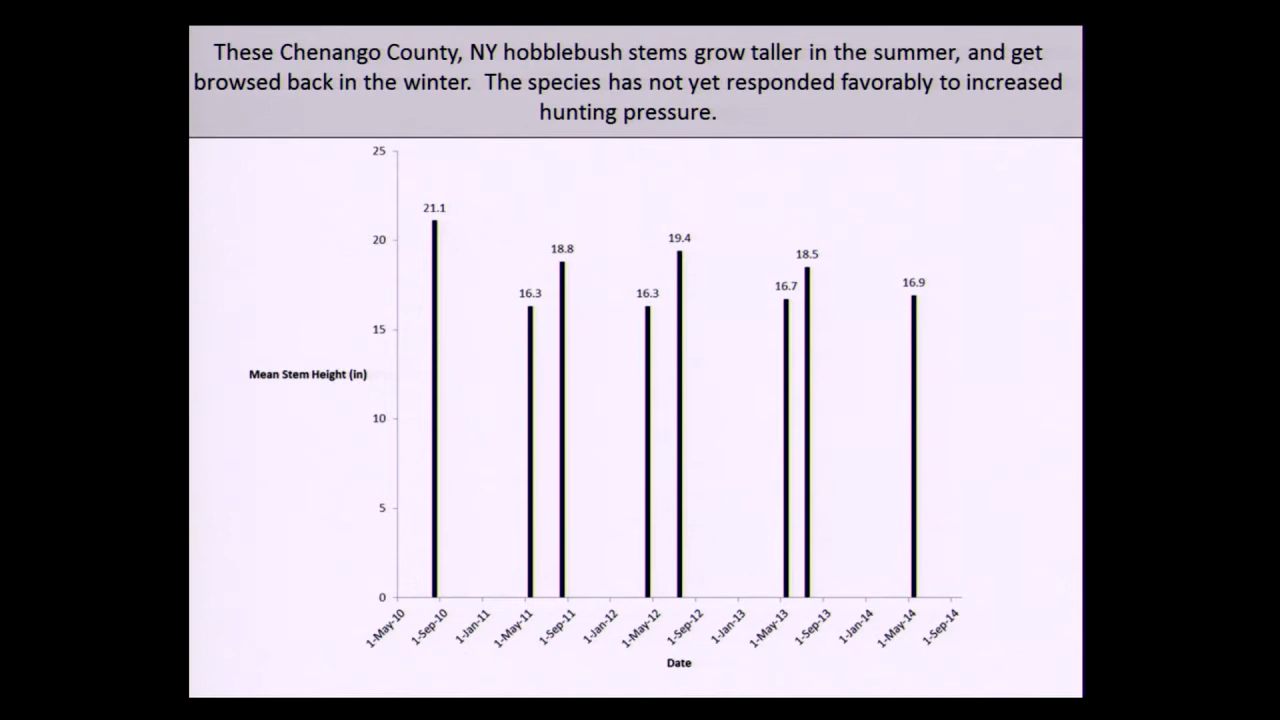 These Chenango County, NY hobblebush stems grow taller in the summer, and get
browsed back in the winter.  The species has not yet responded favorably to increased
hunting pressure.
25
20
15
10
5
0
21.1
16.3
18.8
16.3
19.4
16.7
18.5
16.9
Mean Stem Height (in)
1-May-10
1-Sep-10
1-Jan-11
1-May-11
1-Sep-11
1-Jan-12
1-May-12
1-Sep-12
1-Jan-13
1-May-13
1-Sep-13
1-Jan-14
1-May-14
1-Sep-14
Date